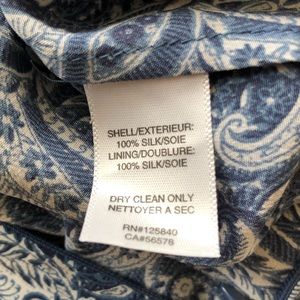 SHELL/EXTERIEUR:
100% SILK/SOIE
LINING/DOUBLURE:
100% SILK/SOIE
DRY CLEAN ONLY
NETTOYER A SEC
RN#125840
CA#56578